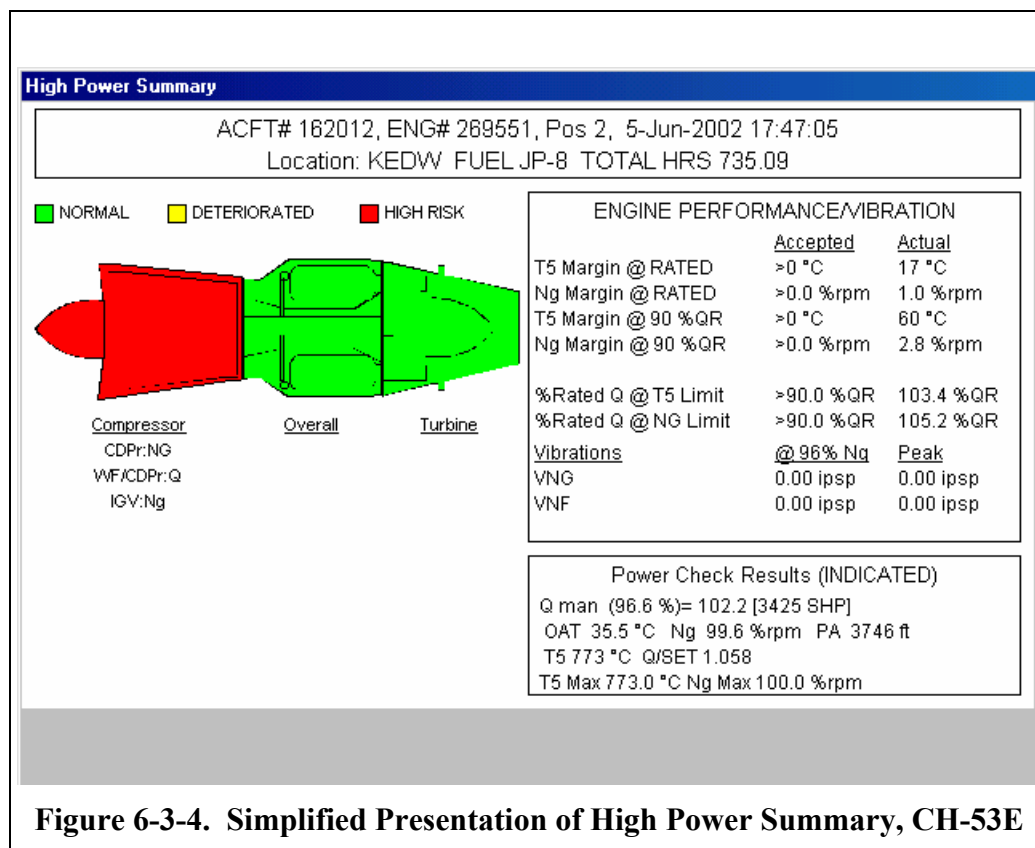 High Power Summary
ACFT# 162012, ENG# 269551, Pos 2, 5-Jun-2002 17:47:05
Location: KEDW FUEL JP-8 TOTAL HRS 735.09
NORMAL DETERIORATED HIGH RISK
Compressor Overall Turbine
CDPr:NG
WF/CDPr:Q
IGV:Ng
ENGINE PERFORMANCE/VIBRATION
Accepted Actual
T5 Margin @ RATED >0 °C 17 °C
Ng Margin @ RATED >0.0 %rpm 1.0 %rpm
T5 Margin @ 90 %QR >0 °C 60 °C
Ng Margin @ 90 %QR >0.0 %rpm 2.8 %rpm
%Rated Q @ T5 Limit >90.0 %QR 103.4 %QR
%Rated Q @ NG Limit >90.0 %QR 105.2 %QR
Vibrations @ 96% Ng Peak
VNG 0.00 ipsp 0.00 ipsp
VNF 0.00 ipsp 0.00 ipsp
Power Check Results (INDICATED)
Q man (96.6 %)= 102.2 [3425 SHP]
OAT 35.5 °C Ng 99.6 %rpm PA 3746 ft
T5 773 °C Q/SET 1.058
T5 Max 773.0 °C Ng Max 100.0 %rpm
Figure 6-3-4. Simplified Presentation of High Power Summary, CH-53E